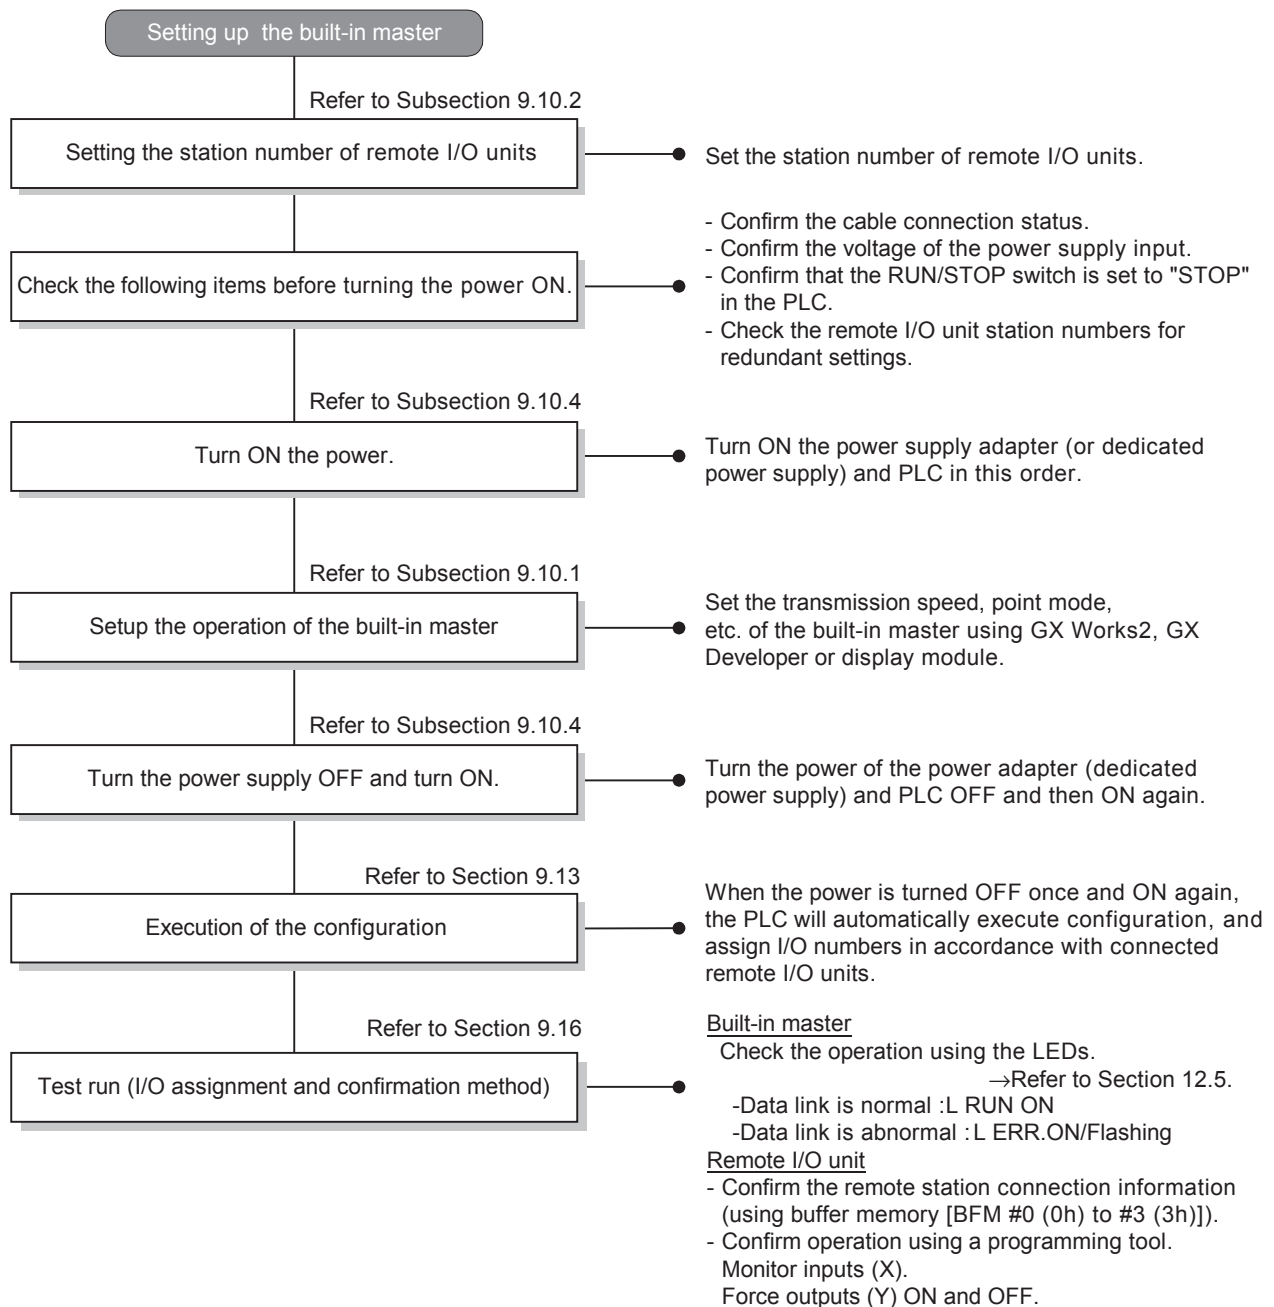 Setting up the built-in master
Refer to Subsection 9.10.2
Setting the station number of remote I/O units
Set the station number of remote I/O units.
Check the following items before turning the power ON.
- Confirm the cable connection status.
- Confirm the voltage of the power supply input.
- Confirm that the RUN/STOP switch is set to "STOP"
in the PLC.
- Check the remote I/O unit station numbers for
redundant settings.
Refer to Subsection 9.10.4
Turn ON the power.
Turn ON the power supply adapter (or dedicated
power supply) and PLC in this order.
Refer to Subsection 9.10.1
Setup the operation of the built-in master
Set the transmission speed, point mode,
etc. of the built-in master using GX Works2, GX
Developer or display module.
Refer to Subsection 9.10.4
Turn the power supply OFF and turn ON.
Turn the power of the power adapter (dedicated
power supply) and PLC OFF and then ON again.
Refer to Section 9.13
Execution of the configuration
When the power is turned OFF once and ON again,
the PLC will automatically execute configuration, and
assign I/O numbers in accordance with connected
remote I/O units.
Refer to Section 9.16
Test run (I/O assignment and confirmation method)
Built-in master
Check the operation using the LEDs.
→Refer to Section 12.5.
-Data link is normal :L RUN ON
-Data link is abnormal :L ERR.ON/Flashing
Remote I/O unit
- Confirm the remote station connection information
(using buffer memory [BFM #0 (0h) to #3 (3h)]).
- Confirm operation using a programming tool.
Monitor inputs (X).
Force outputs (Y) ON and OFF.